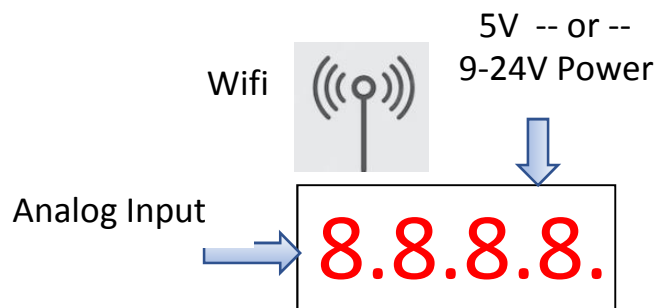 5V -- or --
9-24V Power
Wifi
Analog Input
8.8.8.8.